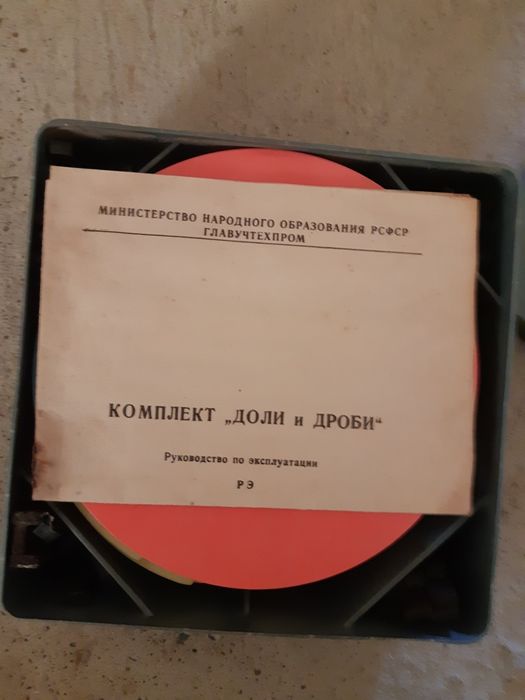 МИНИСТЕРСТВО НАРОДНОГО ОБРАЗОВАНИЯ РСФСР
ГЛАВУЧТЕХПРОМ
КОМПЛЕКТ „ДОЛИ и ДРОБИ“
Руководство по эксплуатации
РЭ